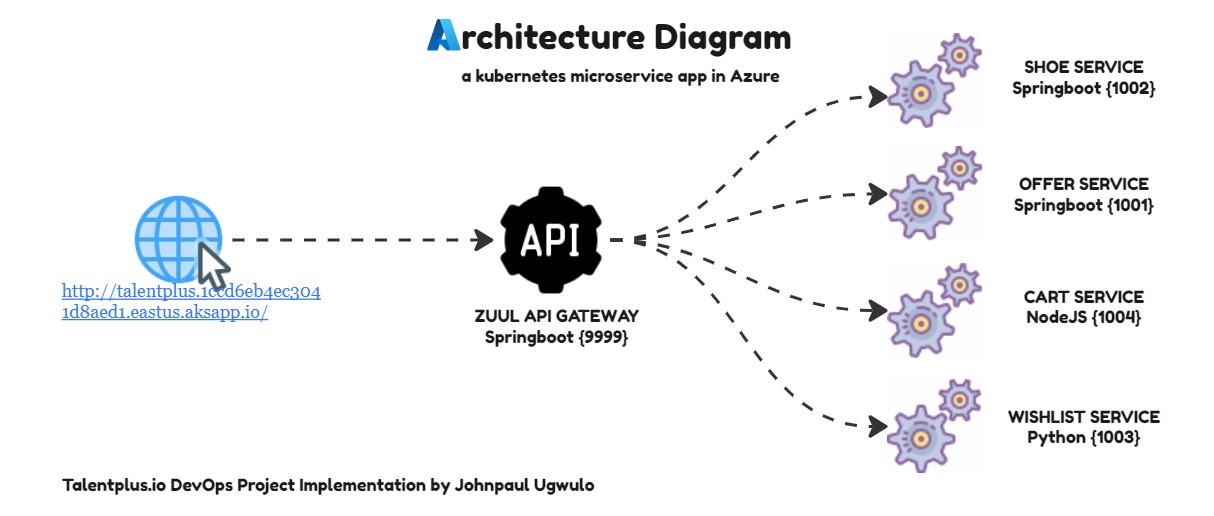 Architecture Diagram
a kubernetes microservice app in Azure
SHOE SERVICE
Springboot {1002}
OFFER SERVICE
Springboot {1001}
http://talentplus.1ccd6eb4ec304
1d8aed1.eastus.aksapp.io/
API
ZUUL API GATEWAY
Springboot {9999}
CART SERVICE
NodeJS {1004}
WISHLIST SERVICE
Python {1003}
Talentplus.io DevOps Project Implementation by Johnpaul Ugwulo